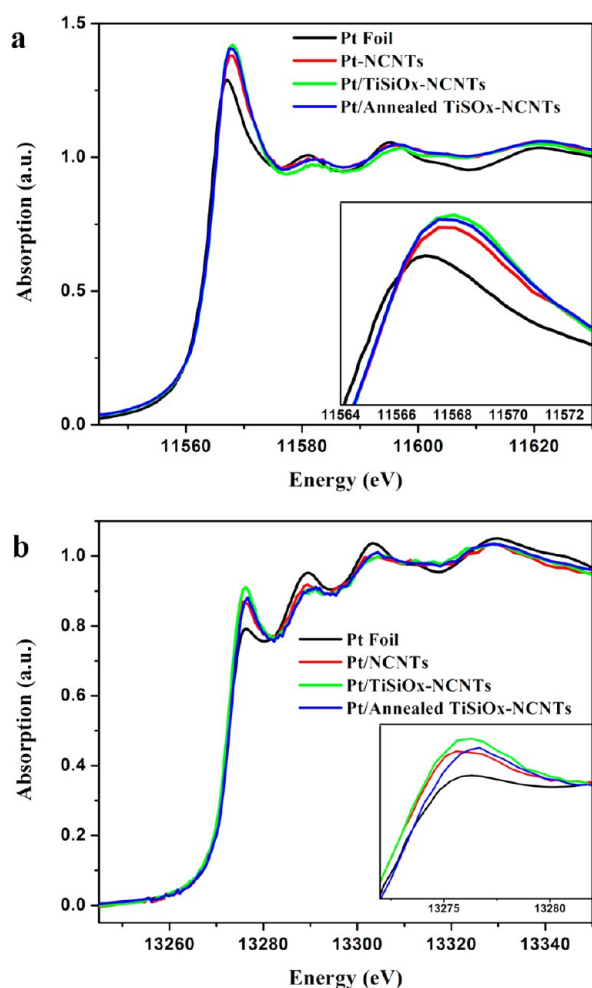 a
1.5
Pt Foil
Pt-NCNTs
Pt/TiSiOx-NCNTs
Pt/Annealed TiSOx-NCNTs
1.0
Absorption (a.u.)
0.5
11564 11566 11568 11570 11572
0.0
11560 11580 11600 11620
Energy (eV)
b
1.0
Pt Foil
Pt/NCNTs
Pt/TiSiOx-NCNTs
Pt/Annealed TiSiOx-NCNTs
0.8
0.6
Absorption (a.u.)
0.4
0.2
13275 13280
0.0
13260 13280 13300 13320 13340
Energy (eV)